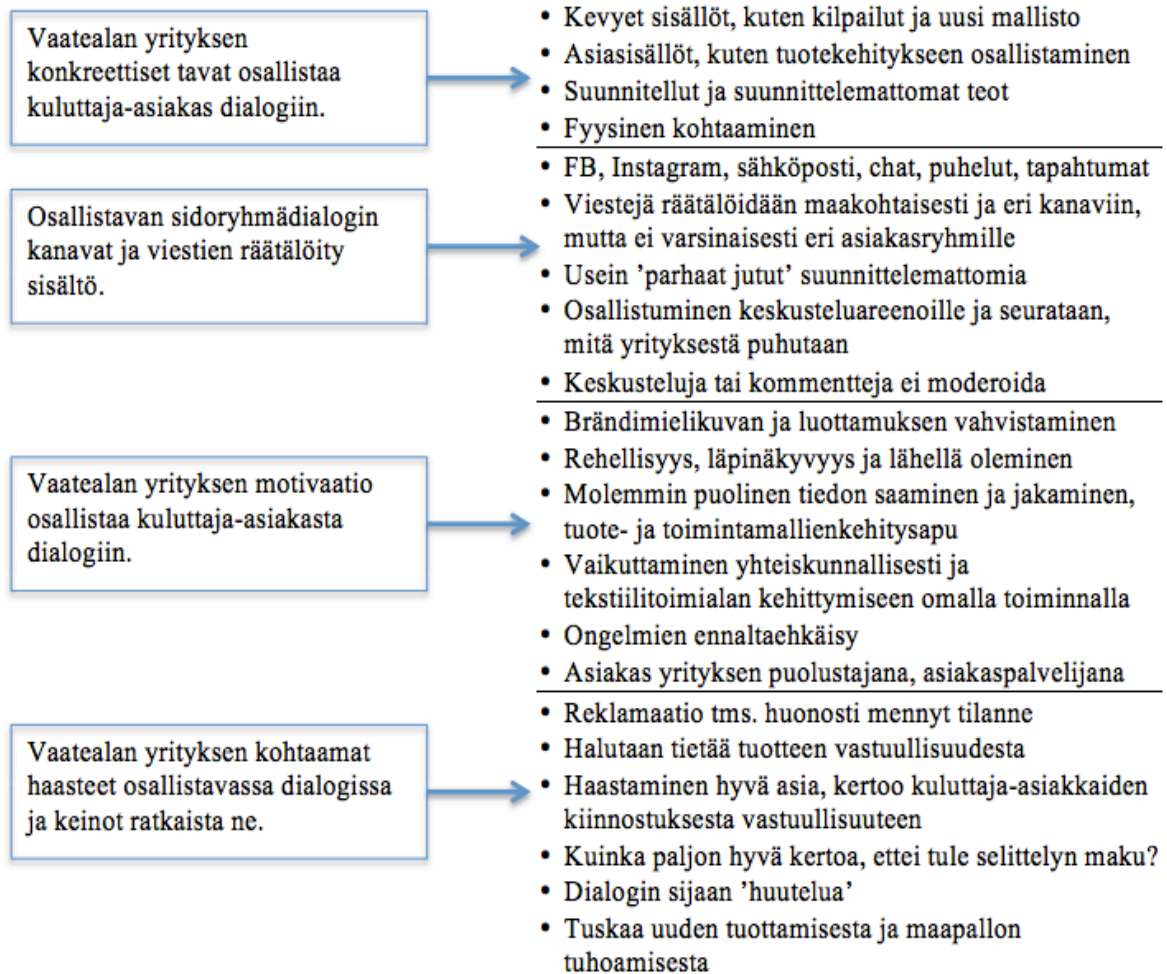 Vaatealan yrityksen
konkreettiset tavat osallistaa
kuluttaja-asiakas dialogiin.
• Kevyet sisällöt, kuten kilpailut ja uusi mallisto
• Asiasisällöt, kuten tuotekehitykseen osallistaminen
• Suunnitellut ja suunnittelemattomat teot
• Fyysinen kohtaaminen
Osallistavan sidoryhmädialogin
kanavat ja viestien räätälöity
sisältö.
• FB, Instagram, sähköposti, chat, puhelut, tapahtumat
• Viestejä räätälöidään maakohtaisesti ja eri kanaviin,
mutta ei varsinaisesti eri asiakasryhmille
• Usein ’parhaat jutut’ suunnittelemattomia
• Osallistuminen keskusteluareenoille ja seurataan,
mitä yrityksestä puhutaan
• Keskusteluja tai kommentteja ei moderoida
Vaatealan yrityksen motivaatio
osallistaa kuluttaja-asiakasta
dialogiin.
• Brändimielikuvan ja luottamuksen vahvistaminen
• Rehellisyys, läpinäkyvyys ja lähellä oleminen
• Molemmin puolinen tiedon saaminen ja jakaminen,
tuote- ja toimintamallienkehitysapu
• Vaikuttaminen yhteiskunnallisesti ja
tekstiilitoimialan kehittymiseen omalla toiminnalla
• Ongelmien ennaltaehkäisy
• Asiakas yrityksen puolustajana, asiakaspalvelijana
Vaatealan yrityksen kohtaamat
haasteet osallistavassa dialogissa
ja keinot ratkaista ne.
• Reklamaatio tms. huonosti mennyt tilanne
• Halutaan tietää tuotteen vastuullisuudesta
• Haastaminen hyvä asia, kertoo kuluttaja-asiakkaiden
kiinnostuksesta vastuullisuuteen
• Kuinka paljon hyvä kertoa, ettei tule selittelyn maku?
• Dialogin sijaan ’huutelua’
• Tuskaa uuden tuottamisesta ja maapallon
tuhoamisesta